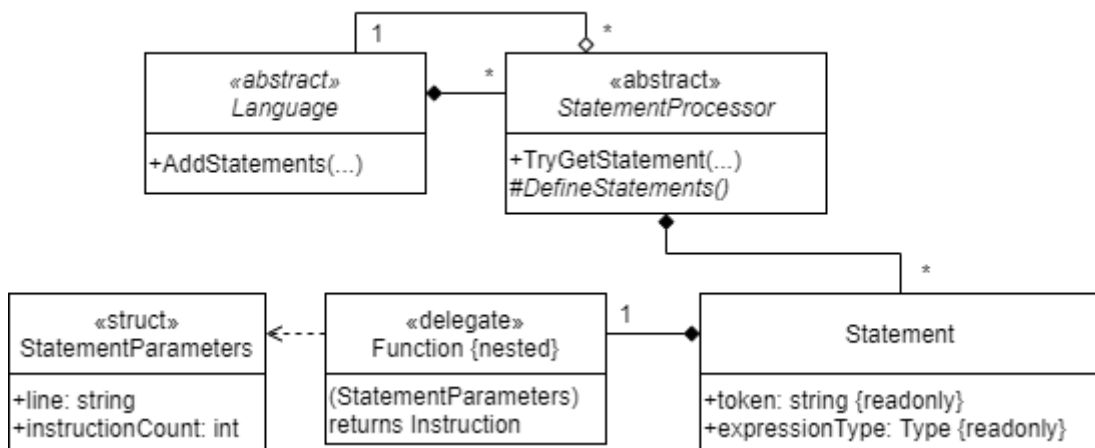 1
*
«abstract»
Language
+AddStatements(...)
*
«abstract»
StatementProcessor
+TryGetStatement(...)
#DefineStatements()
*
«struct»
StatementParameters
+line: string
+instructionCount: int
«delegate»
Function {nested}
(StatementParameters)
returns Instruction
1
Statement
+token: string {readonly}
+expressionType: Type {readonly}